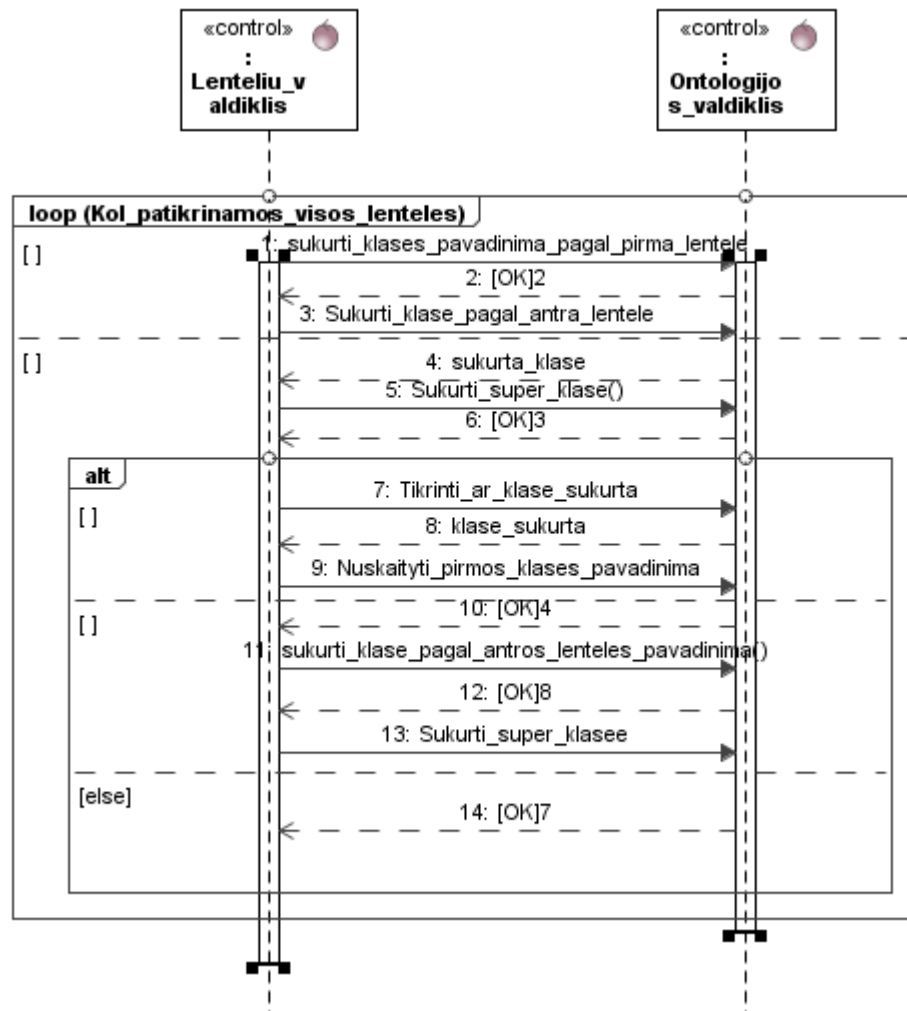 «control»
:
Lenteliu_v
aldiklis
«control»
:
Ontologijo
s_valdiklis
loop (Kol_patikrinamos_visos_lenteles)
[ ]
1: sukurti_klases_pavadinima_pagal_pirma_lentele
2: [OK]2
3: Sukurti_klase_pagal_antra_lentele
[ ]
4: sukurta_klase
5: Sukurti_super_klase()
6: [OK]3
alt
7: Tikrinti_ar_klase_sukurta
[ ]
8: klase_sukurta
9: Nuskaityti_pirmos_klases_pavadinima
10: [OK]4
[ ]
11: sukurti_klase_pagal_antros_lenteles_pavadinima()
12: [OK]8
13: Sukurti_super_klasee
[else]
14: [OK]7